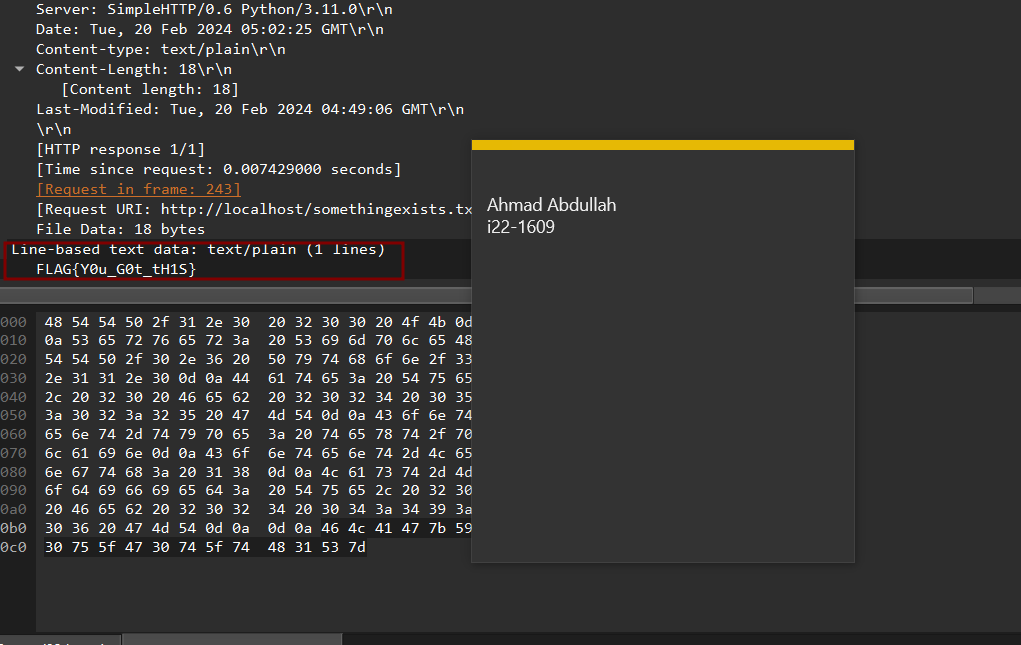 Server: SimpleHTTP/0.6 Python/3.11.0\r\n
Date: Tue, 20 Feb 2024 05:02:25 GMT\r\n
Content-type: text/plain\r\n
Content-Length: 18\r\n
[Content length: 18]
Last-Modified: Tue, 20 Feb 2024 04:49:06 GMT\r\n
\r\n
[HTTP response 1/1]
[Time since request: 0.007429000 seconds]
[Request in frame: 243]
[Request URI: http://localhost/somethingexists.tx
File Data: 18 bytes
Line-based text data: text/plain (1 lines)
FLAG{Y0u_G0t_tH1S}
Ahmad Abdullah
i22-1609
000 48 54 54 50 2f 31 2e 30 20 32 30 30 20 4f 4b 0d
010 0a 53 65 72 76 65 72 3a 20 53 69 6d 70 6c 65 48
020 54 54 50 2f 30 2e 36 20 50 79 74 68 6f 6e 2f 33
030 2e 31 31 2e 30 0d 0a 44 61 74 65 3a 20 54 75 65
040 2c 20 32 30 20 46 65 62 20 32 30 32 34 20 30 35
050 3a 30 32 3a 32 35 20 47 4d 54 0d 0a 43 6f 6e 74
060 65 6e 74 2d 74 79 70 65 3a 20 74 65 78 74 2f 70
070 6c 61 69 6e 0d 0a 43 6f 6e 74 65 6e 74 2d 4c 65
080 6e 67 74 68 3a 20 31 38 0d 0a 4c 61 73 74 2d 4d
090 6f 64 69 66 69 65 64 3a 20 54 75 65 2c 20 32 30
0a0 20 46 65 62 20 32 30 32 34 20 30 34 3a 34 39 3a
0b0 30 36 20 47 4d 54 0d 0a 0d 0a 46 4c 41 47 7b 59
0c0 30 75 5f 47 30 74 5f 74 48 31 53 7d